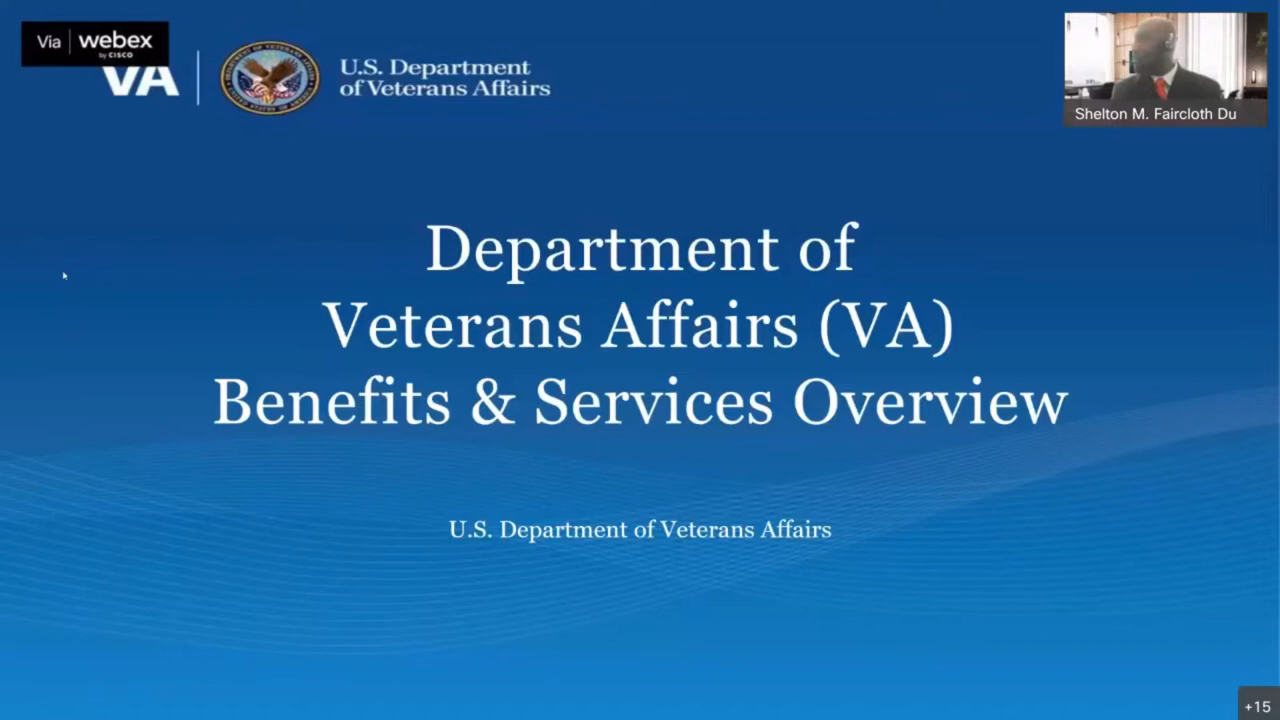 Via webex
by CISCO
VA
U.S. Department
of Veterans Affairs
Shelton M. Faircloth Du
Department of
Veterans Affairs (VA)
Benefits & Services Overview
U.S. Department of Veterans Affairs
+15